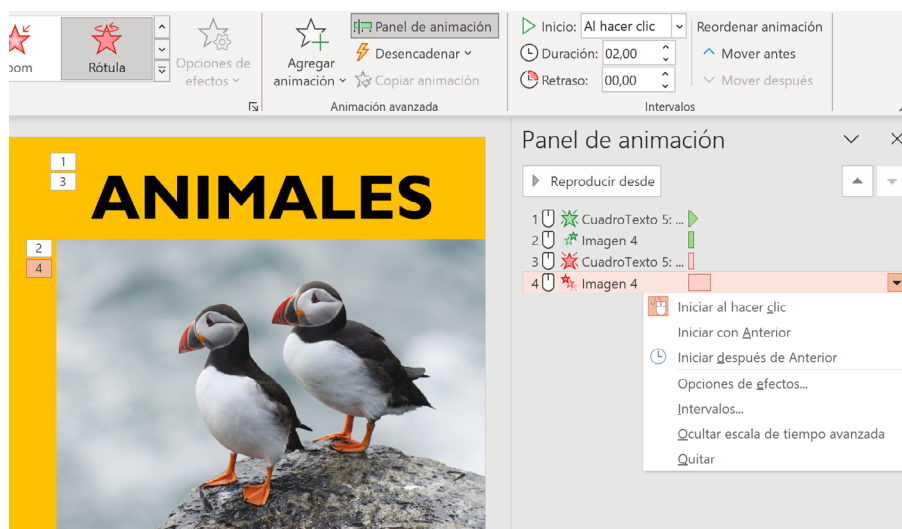 Rótula
Opciones de
efectos
Agregar
animación
Panel de animación
Desencadenar
Copiar animación
Animación avanzada
Inicio: Al hacer clic
Duración: 02,00
Retraso: 00,00
Reordenar animación
Mover antes
Mover después
Intervalos
1
3
ANIMALES
2
4
Panel de animación
Reproducir desde
1 CuadroTexto 5: ...
2 Imagen 4
3 CuadroTexto 5: ...
4 Imagen 4
Iniciar al hacer clic
Iniciar con Anterior
Iniciar después de Anterior
Opciones de efectos...
Intervalos...
Ocultar escala de tiempo avanzada
Quitar